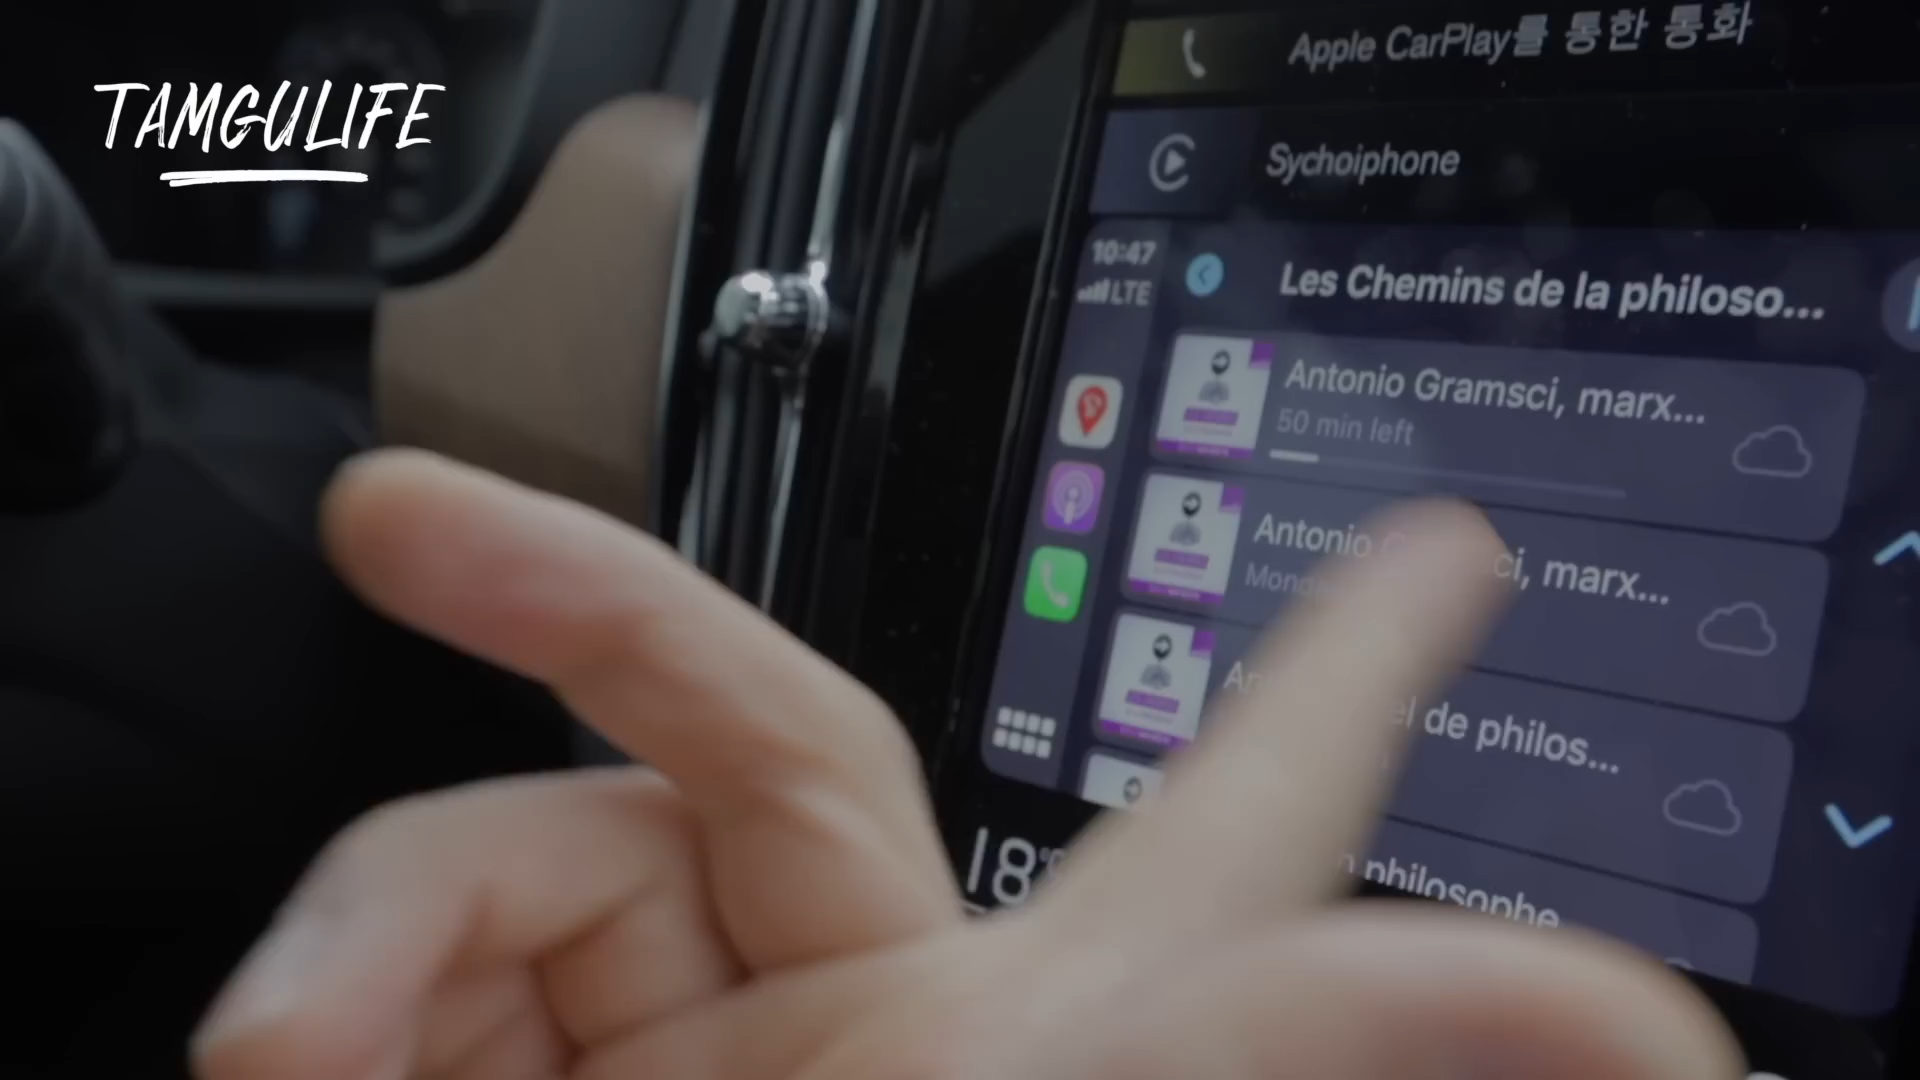 TAMGULIFE
Apple CarPlay를 통한 통화
Sychoiphone
10:47
LTE
Les Chemins de la philoso...
Antonio Gramsci, marx...
50 min left
Antonio ci, marx...
de philos...
philosophe
18°